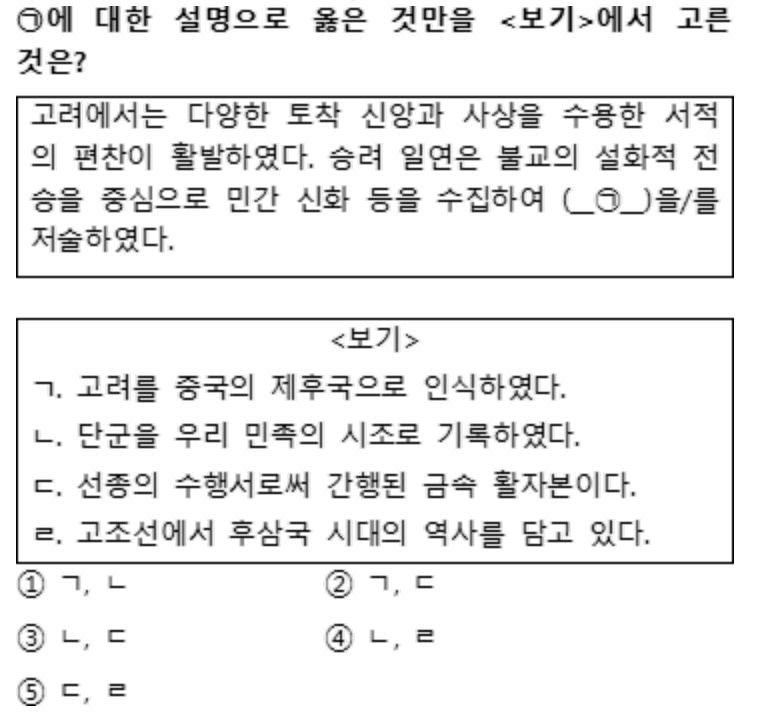 ㉠에 대한 설명으로 옳은 것만을 <보기>에서 고른
것은?
고려에서는 다양한 토착 신앙과 사상을 수용한 서적
의 편찬이 활발하였다. 승려 일연은 불교의 설화적 전
승을 중심으로 민간 신화 등을 수집하여 (_㉠_)을/를
저술하였다.
<보기>
ㄱ. 고려를 중국의 제후국으로 인식하였다.
ㄴ. 단군을 우리 민족의 시조로 기록하였다.
ㄷ. 선종의 수행서로써 간행된 금속 활자본이다.
ㄹ. 고조선에서 후삼국 시대의 역사를 담고 있다.
① ㄱ, ㄴ ② ㄱ, ㄷ
③ ㄴ, ㄷ ④ ㄴ, ㄹ
⑤ ㄷ, ㄹ